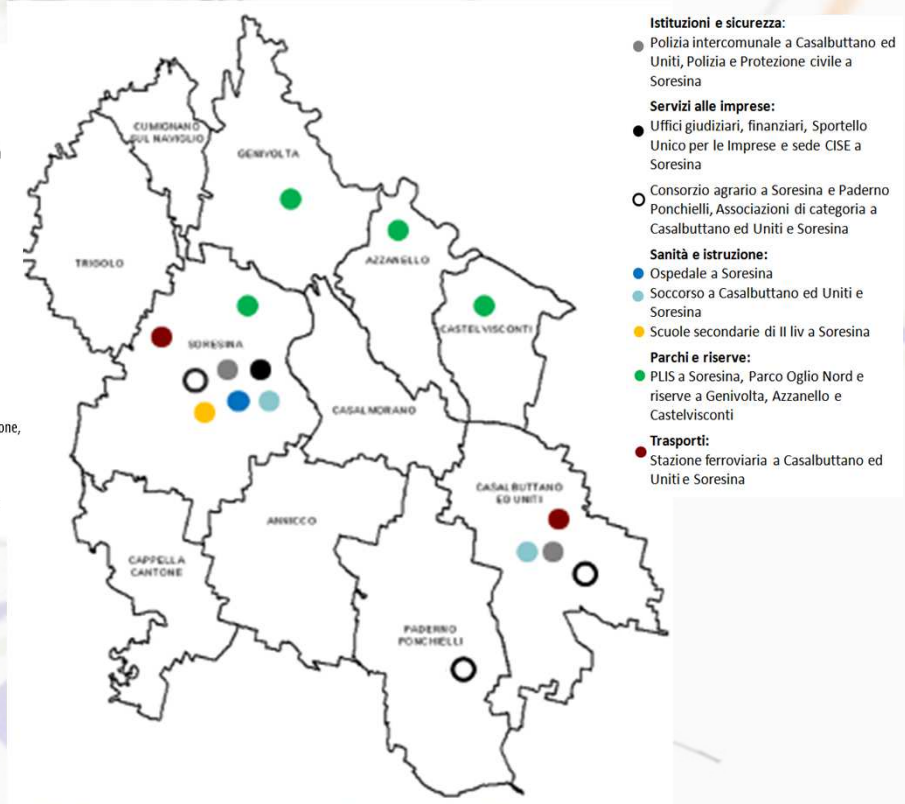 Istituzioni e sicurezza:
Polizia intercomunale a Casalbuttano ed
Uniti, Polizia e Protezione civile a
Soresina
Servizi alle imprese:
Uffici giudiziari, finanziari, Sportello
Unico per le Imprese e sede CISE a
Soresina
Consorzio agrario a Soresina e Paderno
Ponchielli, Associazioni di categoria a
Casalbuttano ed Uniti e Soresina
Sanità e istruzione:
Ospedale a Soresina
Soccorso a Casalbuttano ed Uniti e
Soresina
Scuole secondarie di II liv a Soresina
Parchi e riserve:
PLIS a Soresina, Parco Oglio Nord e
riserve a Genivolta, Azzanello e
Castelvisconti
Trasporti:
Stazione ferroviaria a Casalbuttano ed
Uniti e Soresina
CUMIGNANO
SUL NAVIGLIO
GENIVOLTA
TRIGOLO
AZZANELLO
CASTELVISCONTI
SORESINA
CASALMORANO
one,
CASALBUTTANO
ED UNITI
ANNICCO
CAPPELLA
CANTONE
PADERNO
PONCHIELLI